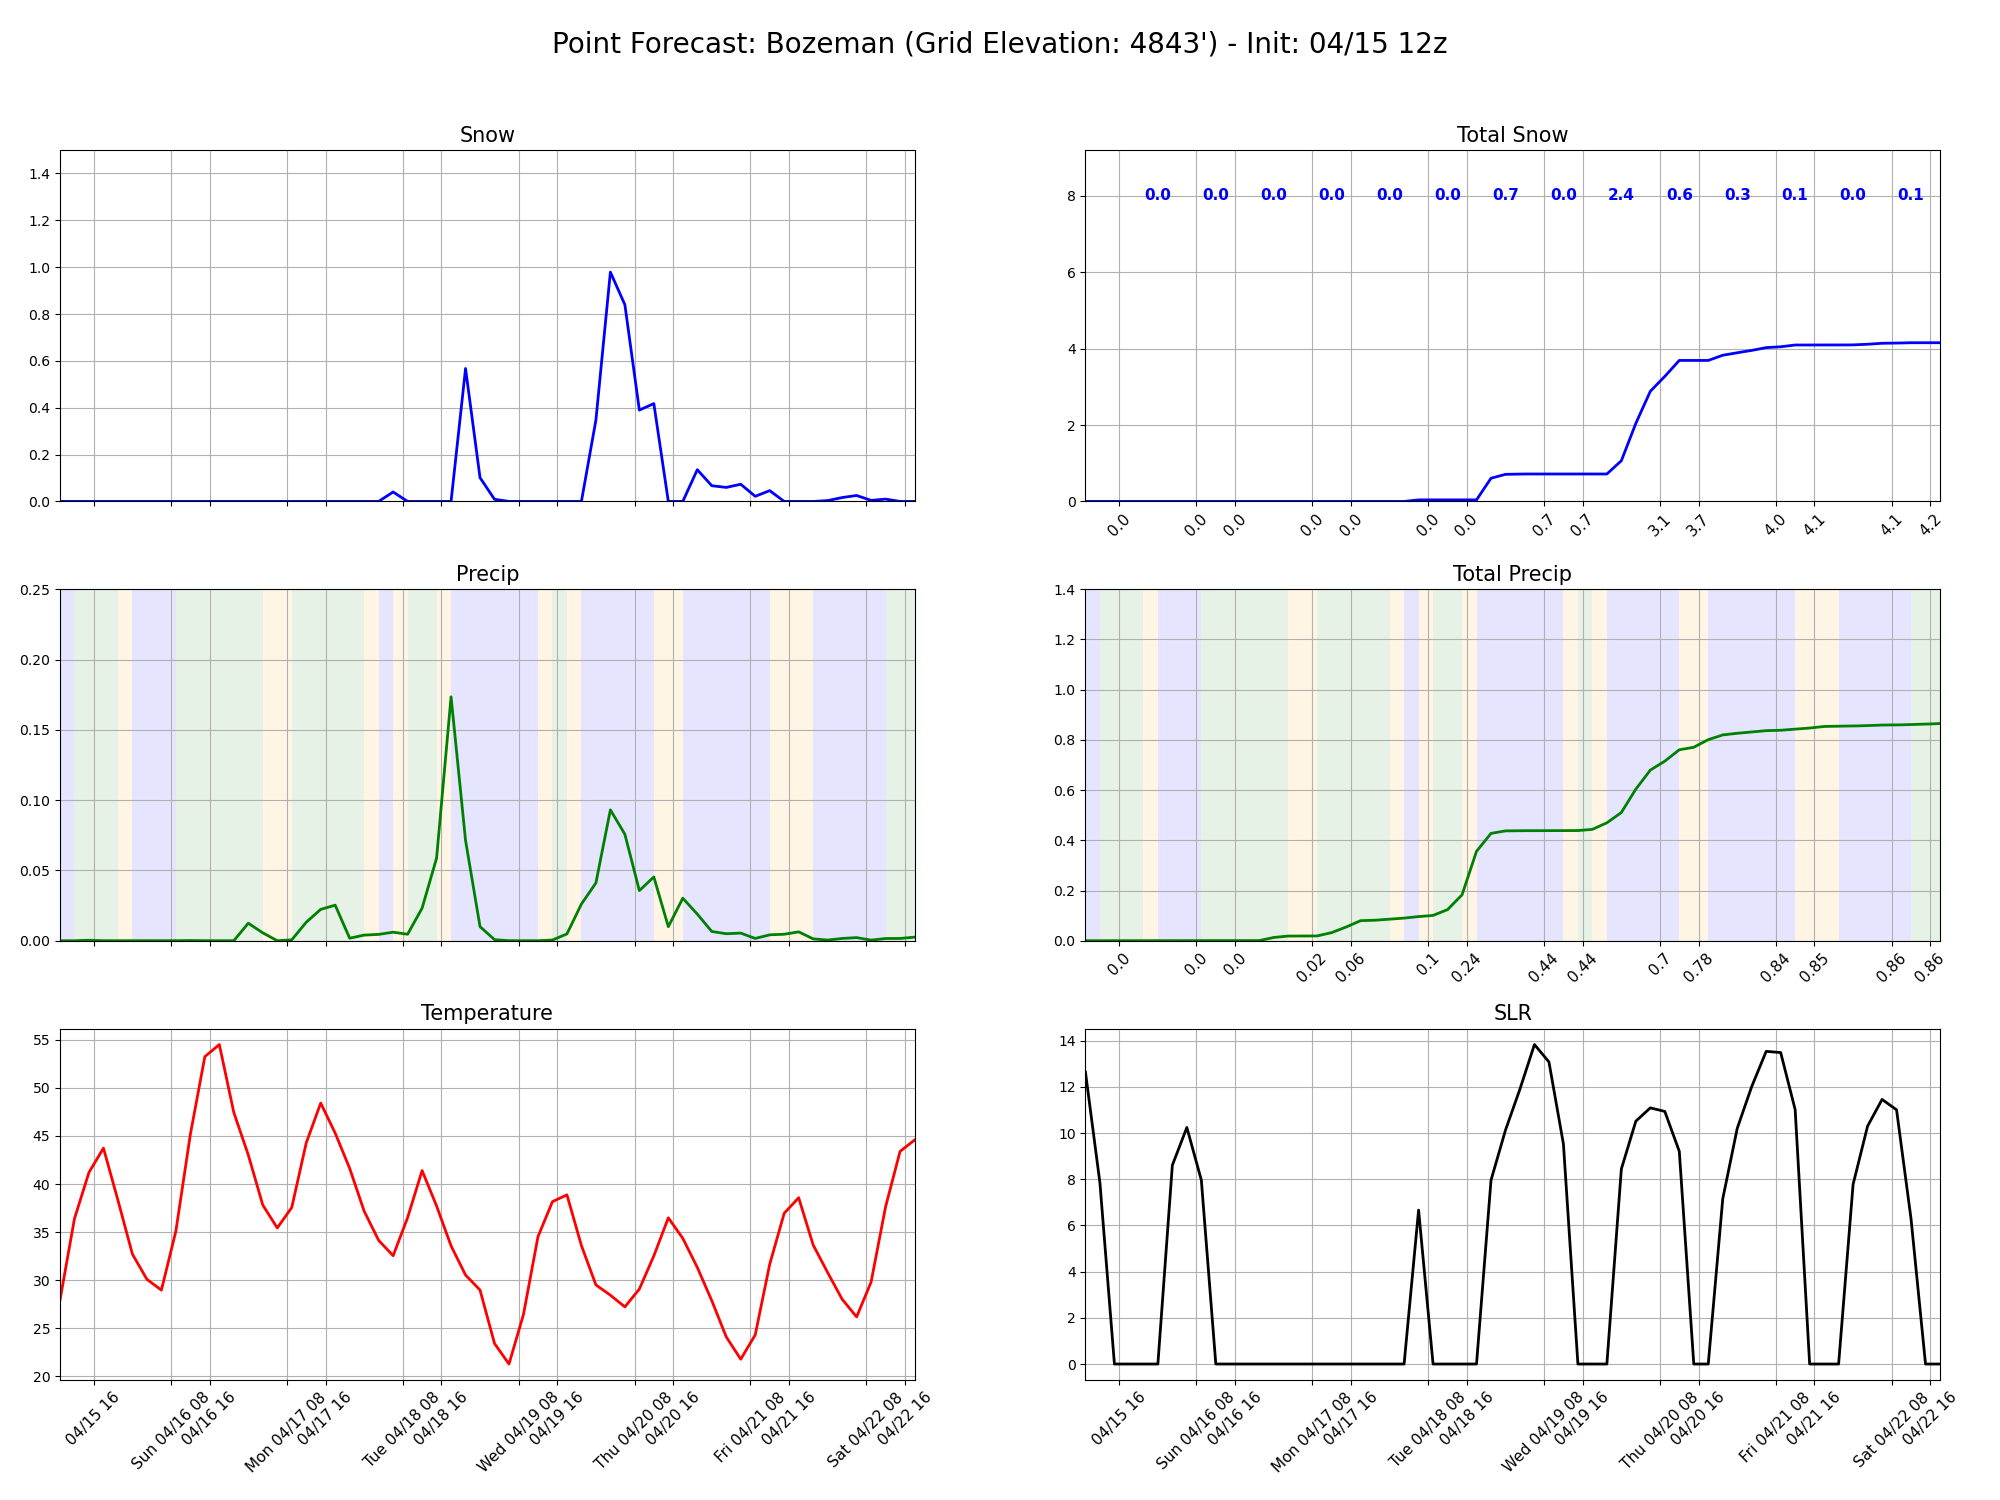 Point Forecast: Bozeman (Grid Elevation: 4843') - Init: 04/15 12z
Snow
1.4
1.2
1.0
0.8
0.6
0.4
0.2
0.0
Total Snow
0.0 0.0 0.0 0.0 0.0 0.0 0.7 0.0 2.4 0.6 0.3 0.1 0.0 0.1
8
6
4
2
0
0.0 0.0 0.0 0.0 0.0 0.0 0.0 0.7 0.7 3.1 3.7 4.0 4.1 4.1 4.2
Precip
0.25
0.20
0.15
0.10
0.05
0.00
Total Precip
1.4
1.2
1.0
0.8
0.6
0.4
0.2
0.0
0.0 0.0 0.0 0.02 0.06 0.1 0.24 0.44 0.44 0.7 0.78 0.84 0.85 0.86 0.86
Temperature
55
50
45
40
35
30
25
20
04/15 16
Sun 04/16 08
04/16 16
Mon 04/17 08
04/17 16
Tue 04/18 08
04/18 16
Wed 04/19 08
04/19 16
Thu 04/20 08
04/20 16
Fri 04/21 08
04/21 16
Sat 04/22 08
04/22 16
SLR
14
12
10
8
6
4
2
0
04/15 16
Sun 04/16 08
04/16 16
Mon 04/17 08
04/17 16
Tue 04/18 08
04/18 16
Wed 04/19 08
04/19 16
Thu 04/20 08
04/20 16
Fri 04/21 08
04/21 16
Sat 04/22 08
04/22 16